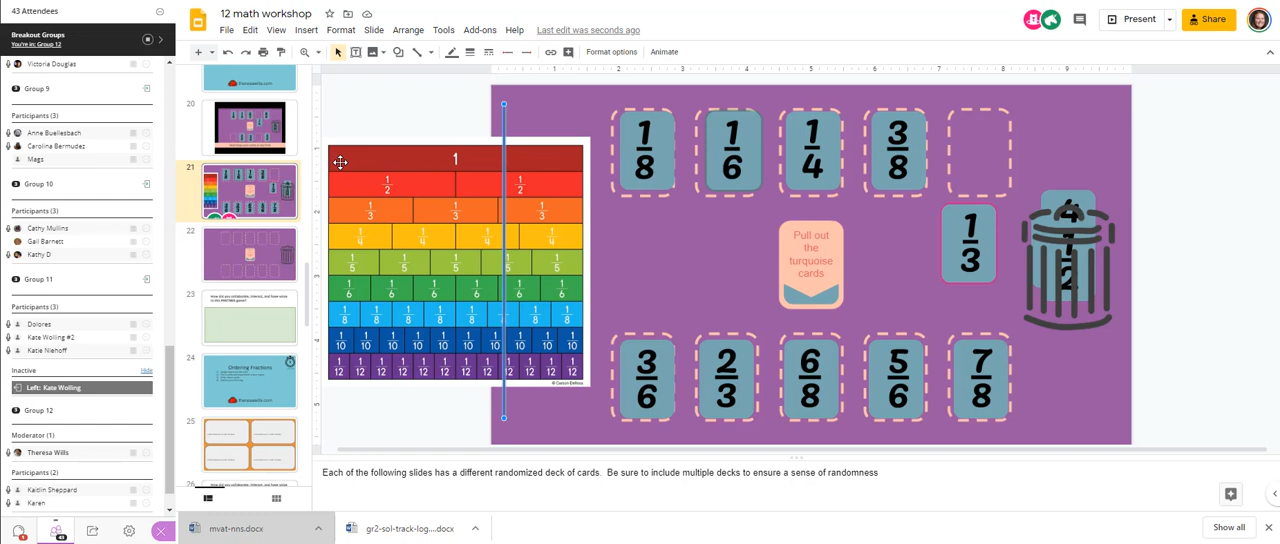 43 Attendees
Breakout Groups
You're in: Group 12
Victoria Douglas
Group 9
Participants (3)
Anne Buellesbach
Carolina Bermudez
Mags
Group 10
Participants (3)
Cathy Mullins
Gail Barnett
Kathy D
Group 11
Participants (3)
Dolores
Kate Wolling #2
Katie Niehoff
Inactive
Hide
Left: Kate Wolling
Group 12
Moderator (1)
Theresa Wills
Participants (2)
Kaitlin Sheppard
Karen
43
12 math workshop
File Edit View Insert Format Slide Arrange Tools Add-ons Help Last edit was seconds ago
Present
Share
Format options Animate
20
21
22
23
How did you collaborate, interact, and have voice
in this #MATHes game?
24
Ordering Fractions
25
26
1 2 3 4 5 6 7 8 9
1
1/2 1/2
1/3 1/3 1/3
1/4 1/4 1/4 1/4
1/5 1/5 1/5 1/5 1/5
1/6 1/6 1/6 1/6 1/6 1/6
1/8 1/8 1/8 1/8 1/8 1/8 1/8 1/8
1/10 1/10 1/10 1/10 1/10 1/10 1/10 1/10 1/10 1/10
1/12 1/12 1/12 1/12 1/12 1/12 1/12 1/12 1/12 1/12 1/12 1/12
© Carson-Dellosa
1/8 1/6 1/4 3/8
Pull out
the
turquoise
cards
1/3
3/6 2/3 6/8 5/6 7/8
Each of the following slides has a different randomized deck of cards. Be sure to include multiple decks to ensure a sense of randomness
mvat-nns.docx
gr2-sol-track-log....docx
Show all